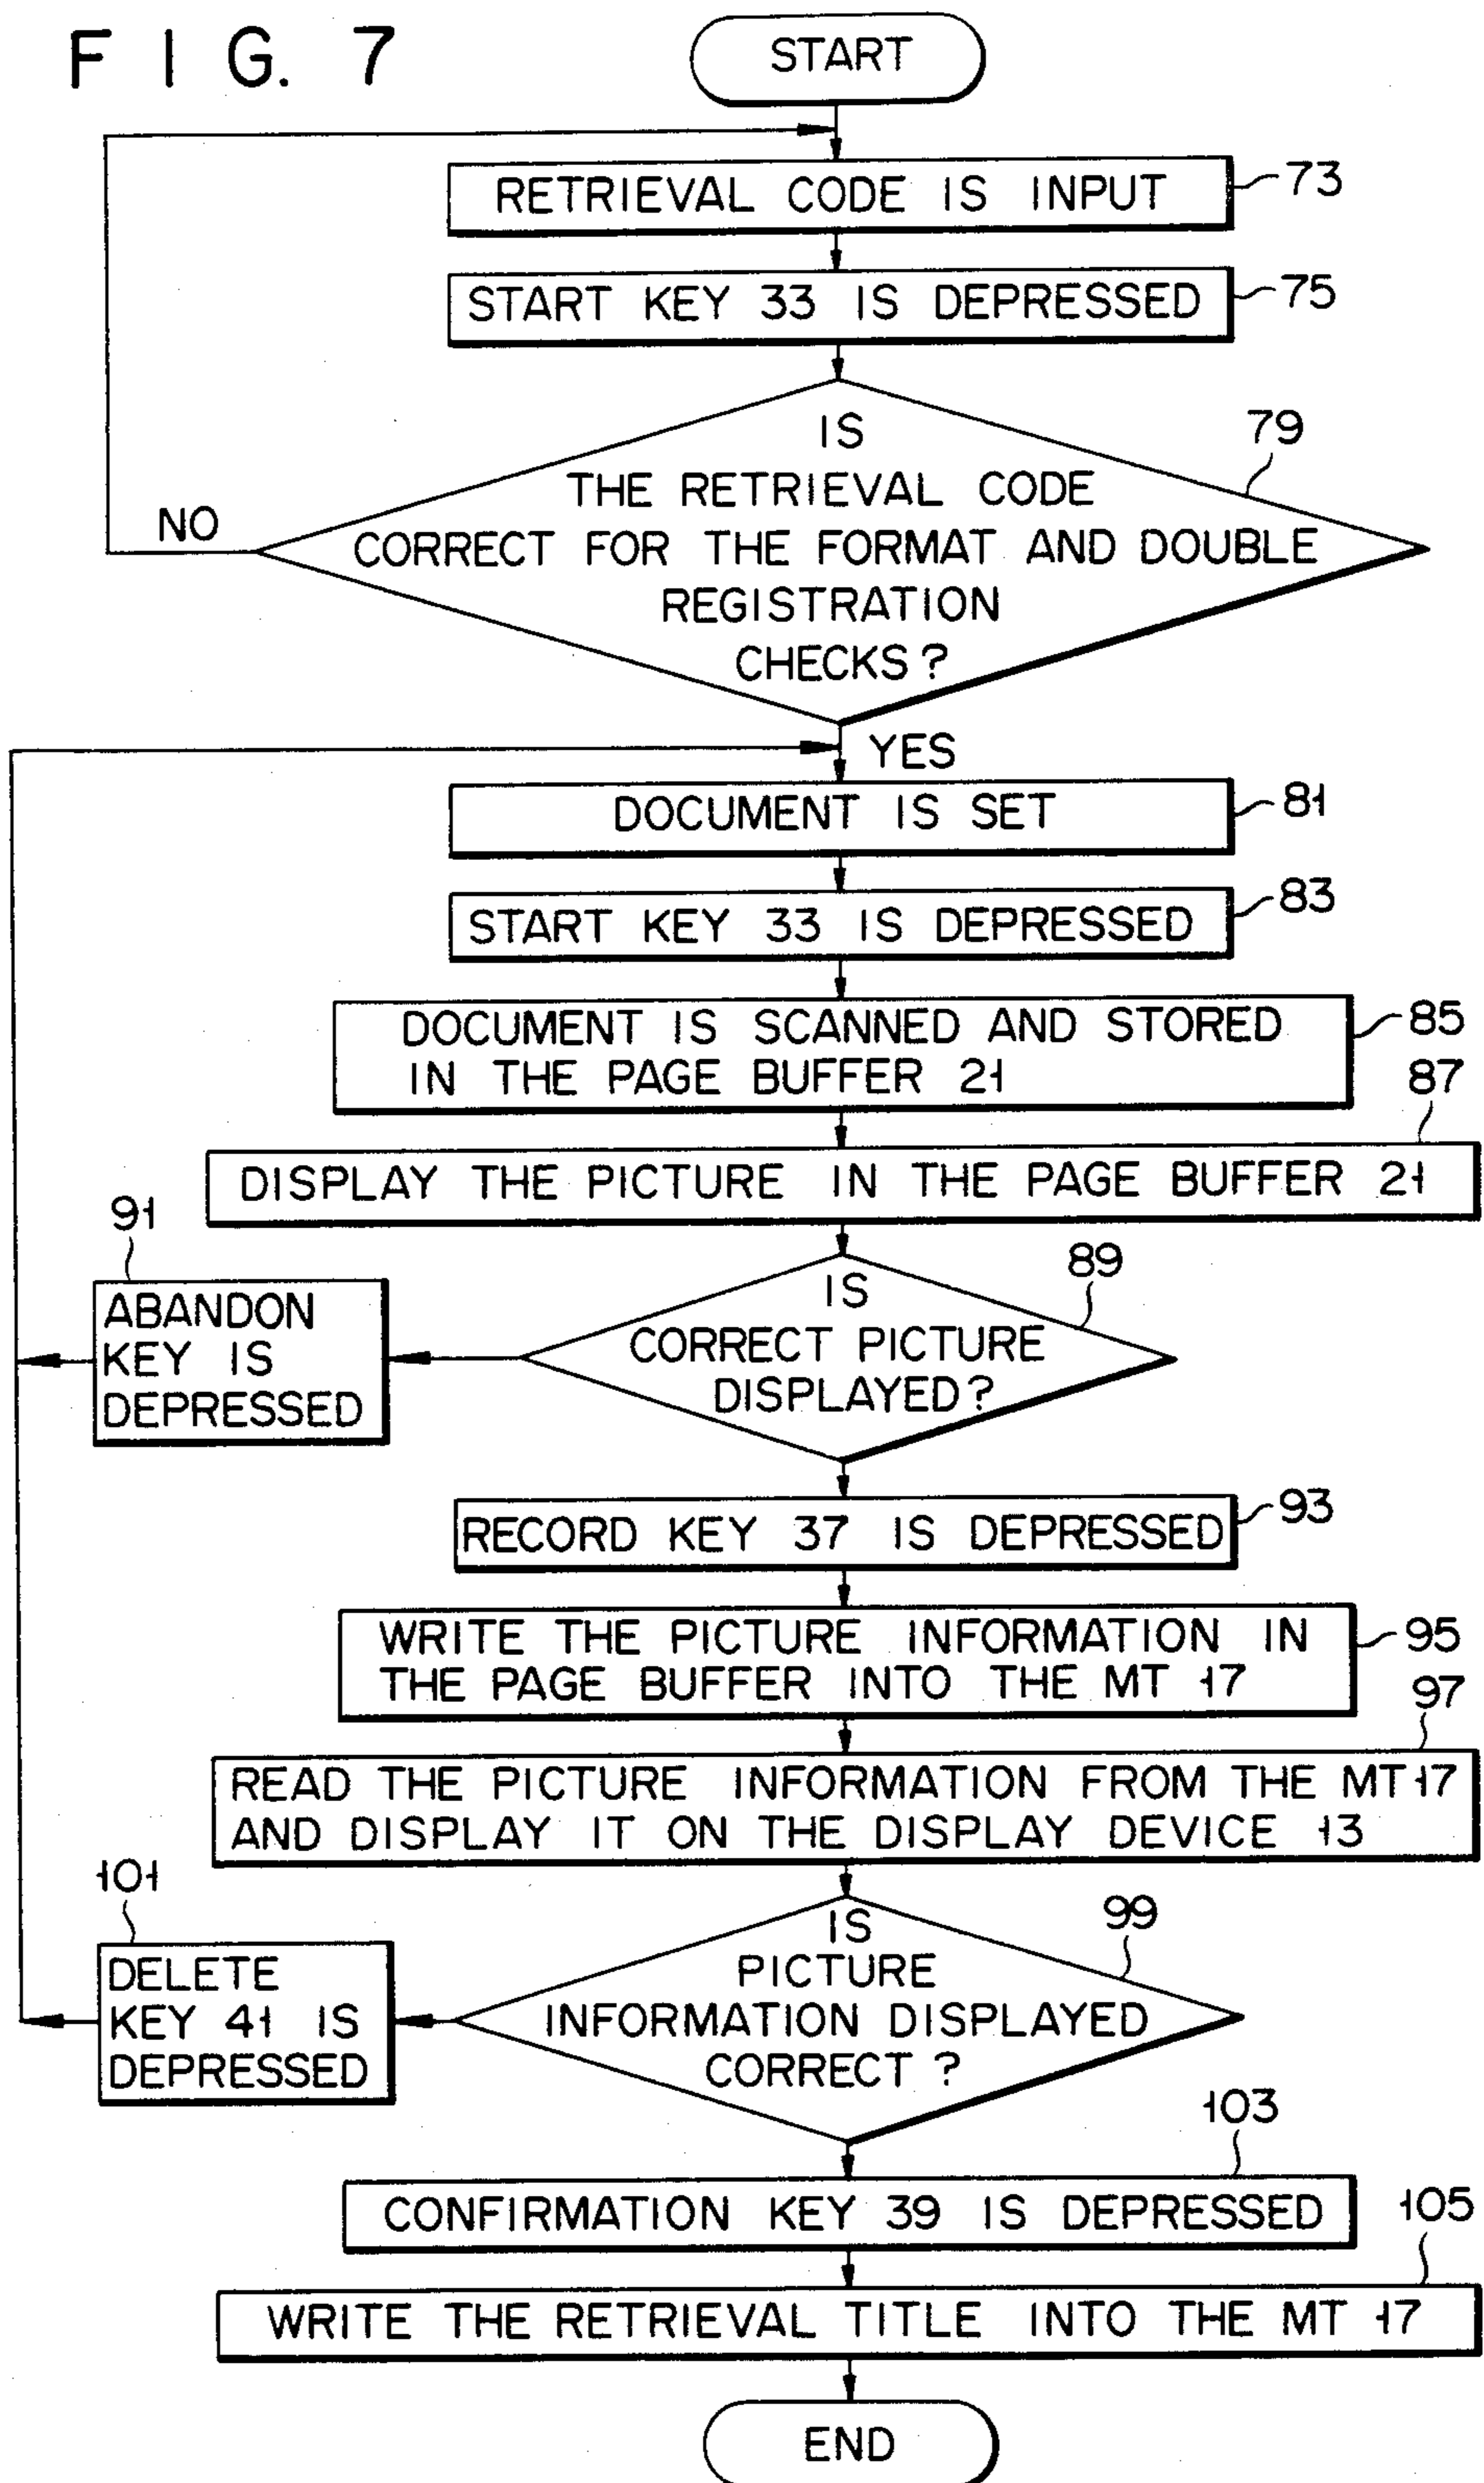 FIG. 7
START
RETRIEVAL CODE IS INPUT
73
START KEY 33 IS DEPRESSED
75
IS
THE RETRIEVAL CODE
CORRECT FOR THE FORMAT AND DOUBLE
REGISTRATION
CHECKS?
79
NO
YES
DOCUMENT IS SET
81
START KEY 33 IS DEPRESSED
83
DOCUMENT IS SCANNED AND STORED
IN THE PAGE BUFFER 21
85
87
DISPLAY THE PICTURE IN THE PAGE BUFFER 21
91
ABANDON
KEY IS
DEPRESSED
89
IS
CORRECT PICTURE
DISPLAYED?
RECORD KEY 37 IS DEPRESSED
93
WRITE THE PICTURE INFORMATION IN
THE PAGE BUFFER INTO THE MT 17
95
97
READ THE PICTURE INFORMATION FROM THE MT 17
AND DISPLAY IT ON THE DISPLAY DEVICE 13
101
DELETE
KEY 41 IS
DEPRESSED
99
IS
PICTURE
INFORMATION DISPLAYED
CORRECT?
103
CONFIRMATION KEY 39 IS DEPRESSED
105
WRITE THE RETRIEVAL TITLE INTO THE MT 17
END